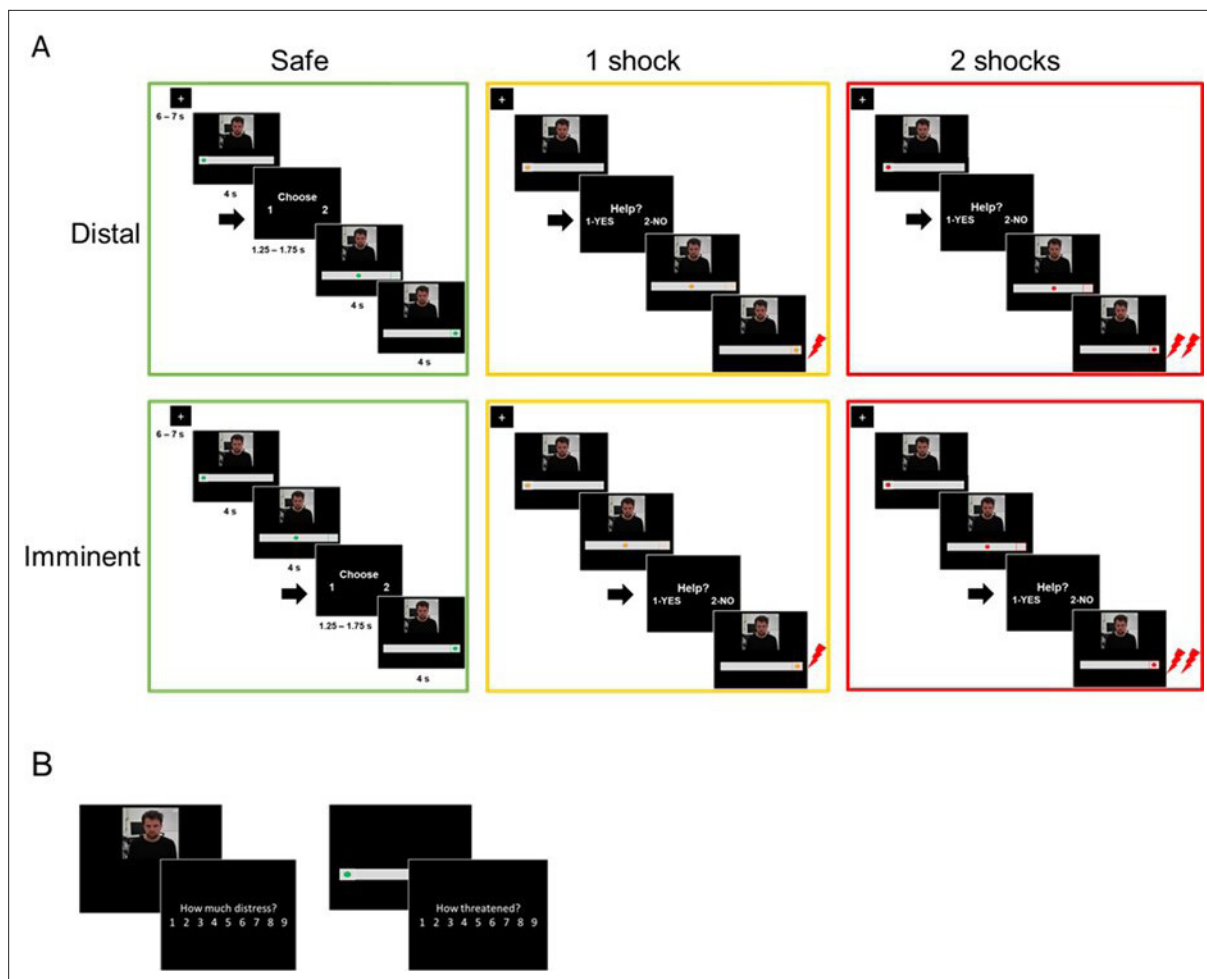 A
Safe
1 shock
2 shocks
Distal
+
6 – 7 s
4 s
Choose
1 2
1.25 – 1.75 s
4 s
4 s
+
Help?
1-YES 2-NO
+
Help?
1-YES 2-NO
Imminent
+
6 – 7 s
4 s
4 s
Choose
1 2
1.25 – 1.75 s
4 s
+
Help?
1-YES 2-NO
+
Help?
1-YES 2-NO
B
How much distress?
1 2 3 4 5 6 7 8 9
How threatened?
1 2 3 4 5 6 7 8 9